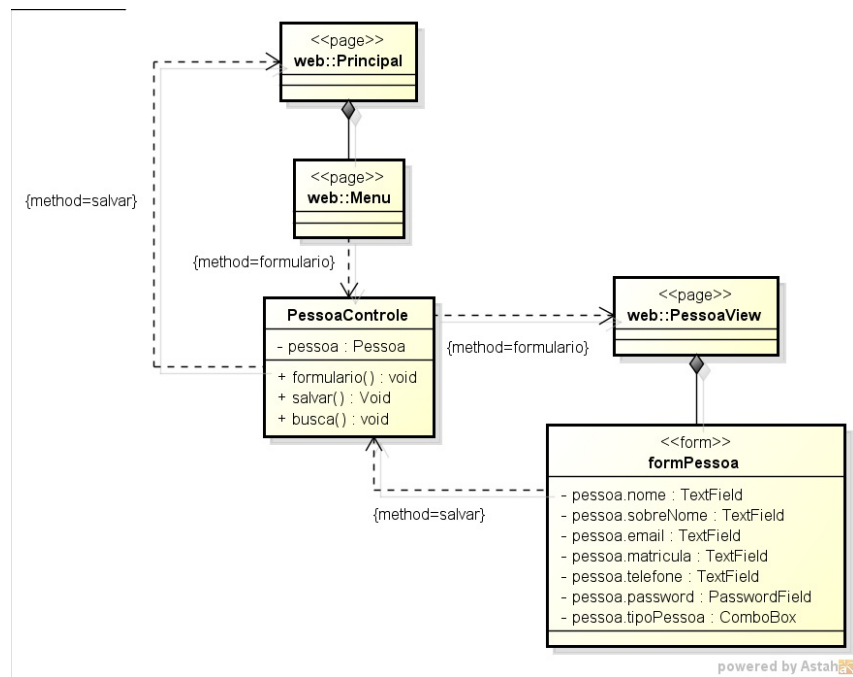 <<page>>
web::Principal
{method=salvar}
<<page>>
web::Menu
{method=formulario}
PessoaControle
- pessoa : Pessoa
+ formulario() : void
+ salvar() : Void
+ busca() : void
{method=formulario}
<<page>>
web::PessoaView
{method=salvar}
<<form>>
formPessoa
- pessoa.nome : TextField
- pessoa.sobreNome : TextField
- pessoa.email : TextField
- pessoa.matricula : TextField
- pessoa.telefone : TextField
- pessoa.password : PasswordField
- pessoa.tipoPessoa : ComboBox
powered by Astah